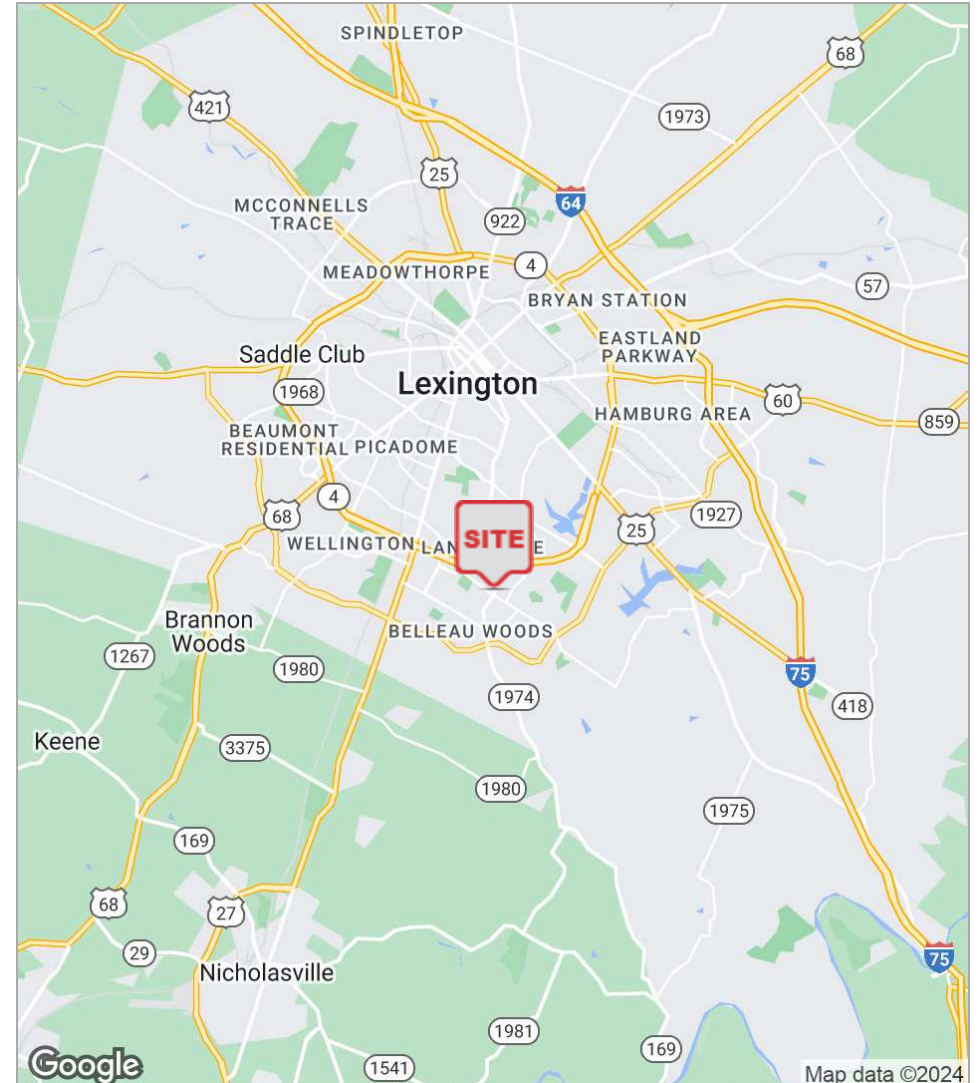 SPINDLETOP
68
421
1973
25
MCCONNELLS
TRACE
64
922
4
MEADOWTHORPE
57
BRYAN STATION
EASTLAND
PARKWAY
Saddle Club
Lexington
1968
60
HAMBURG AREA
859
BEAUMONT
RESIDENTIAL
PICADOME
4
68
1927
25
WELLINGTON
SITE
BELLEAU WOODS
Brannon
Woods
1267
1980
75
1974
418
Keene
3375
1980
1975
169
68
27
29
75
Nicholasville
1981
169
Google
1541
Map data ©2024